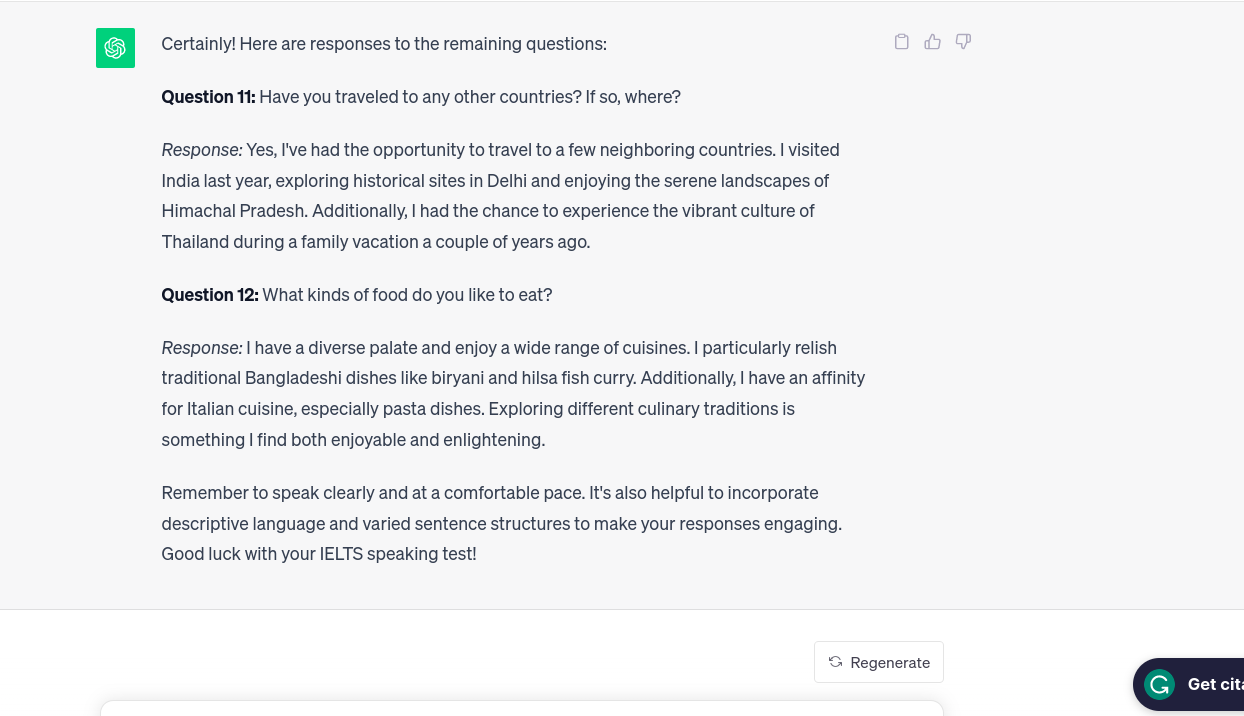 Certainly! Here are responses to the remaining questions:
Question 11: Have you traveled to any other countries? If so, where?
Response: Yes, I've had the opportunity to travel to a few neighboring countries. I visited
India last year, exploring historical sites in Delhi and enjoying the serene landscapes of
Himachal Pradesh. Additionally, I had the chance to experience the vibrant culture of
Thailand during a family vacation a couple of years ago.
Question 12: What kinds of food do you like to eat?
Response: I have a diverse palate and enjoy a wide range of cuisines. I particularly relish
traditional Bangladeshi dishes like biryani and hilsa fish curry. Additionally, I have an affinity
for Italian cuisine, especially pasta dishes. Exploring different culinary traditions is
something I find both enjoyable and enlightening.
Remember to speak clearly and at a comfortable pace. It's also helpful to incorporate
descriptive language and varied sentence structures to make your responses engaging.
Good luck with your IELTS speaking test!
Regenerate
Get cita